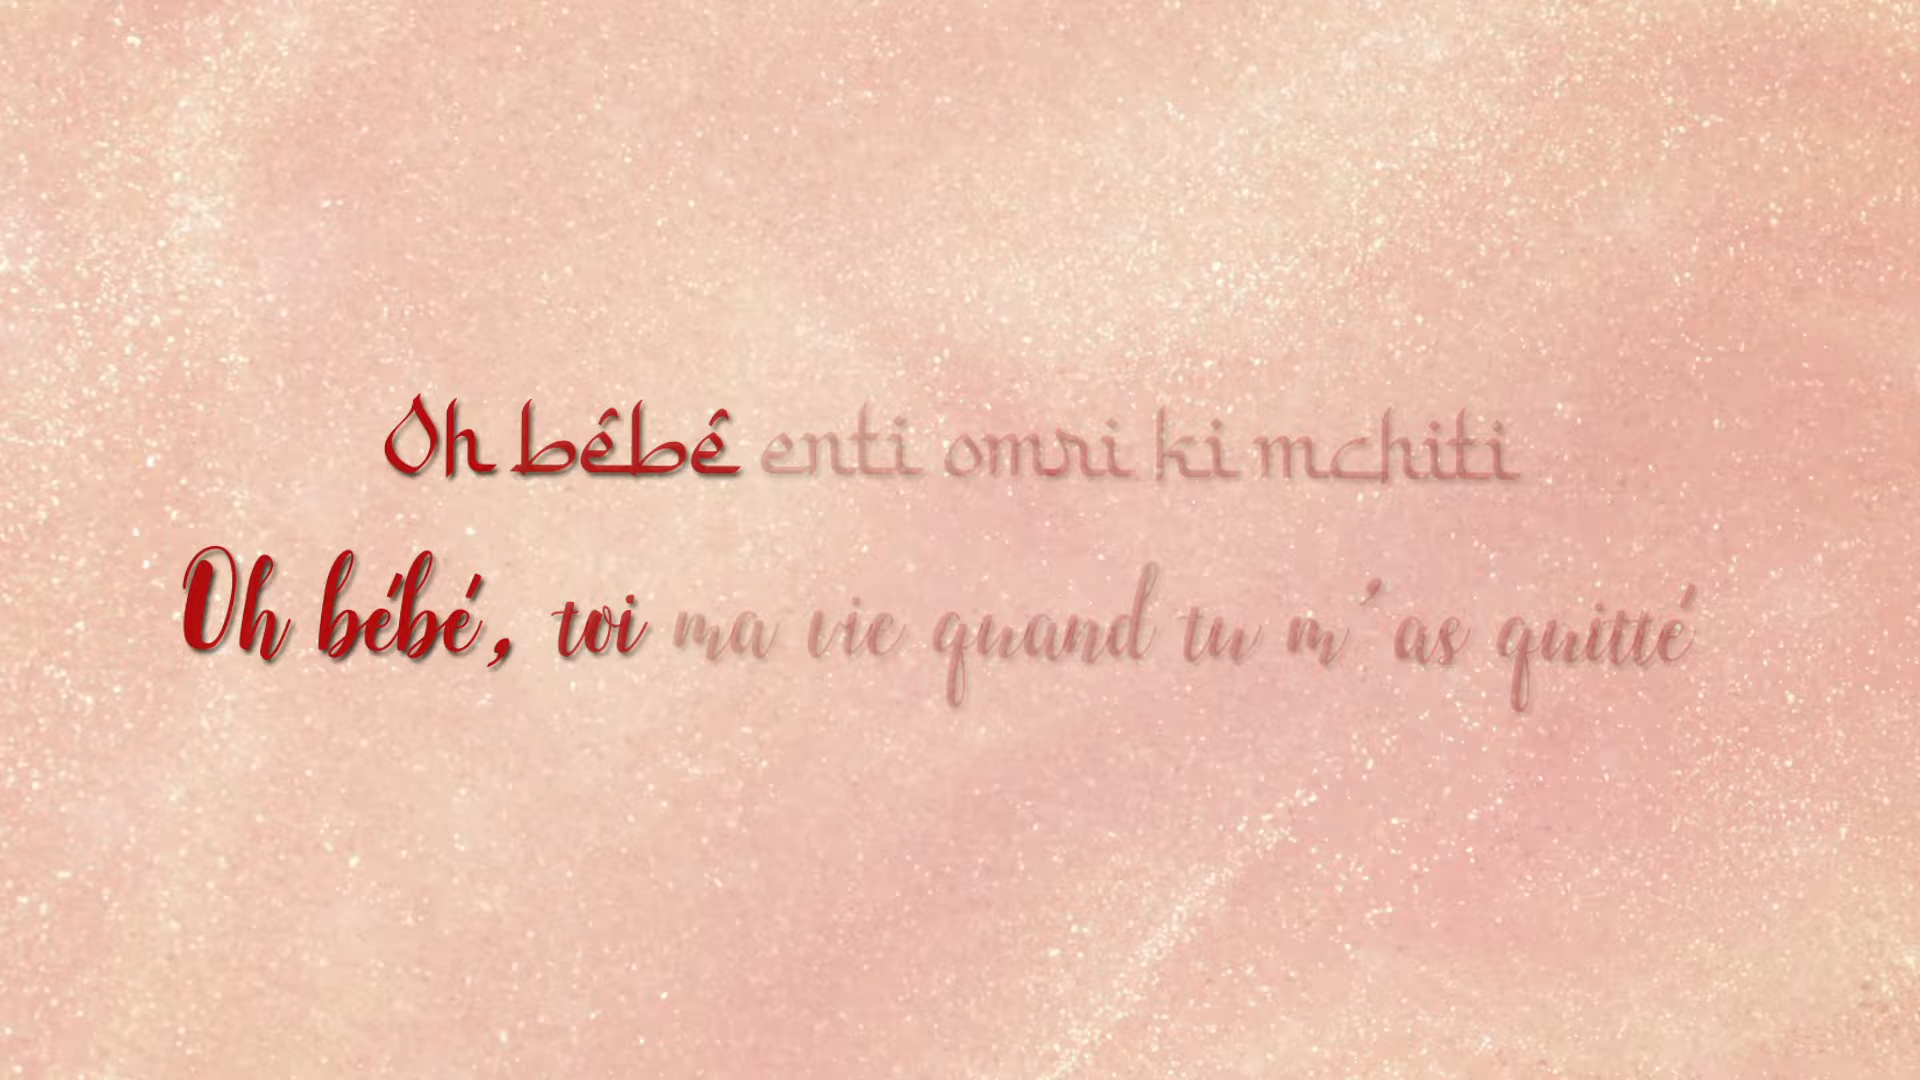 Oh bébé enti omri ki mchiti
Oh bébé, toi ma vie quand tu m'as quitté